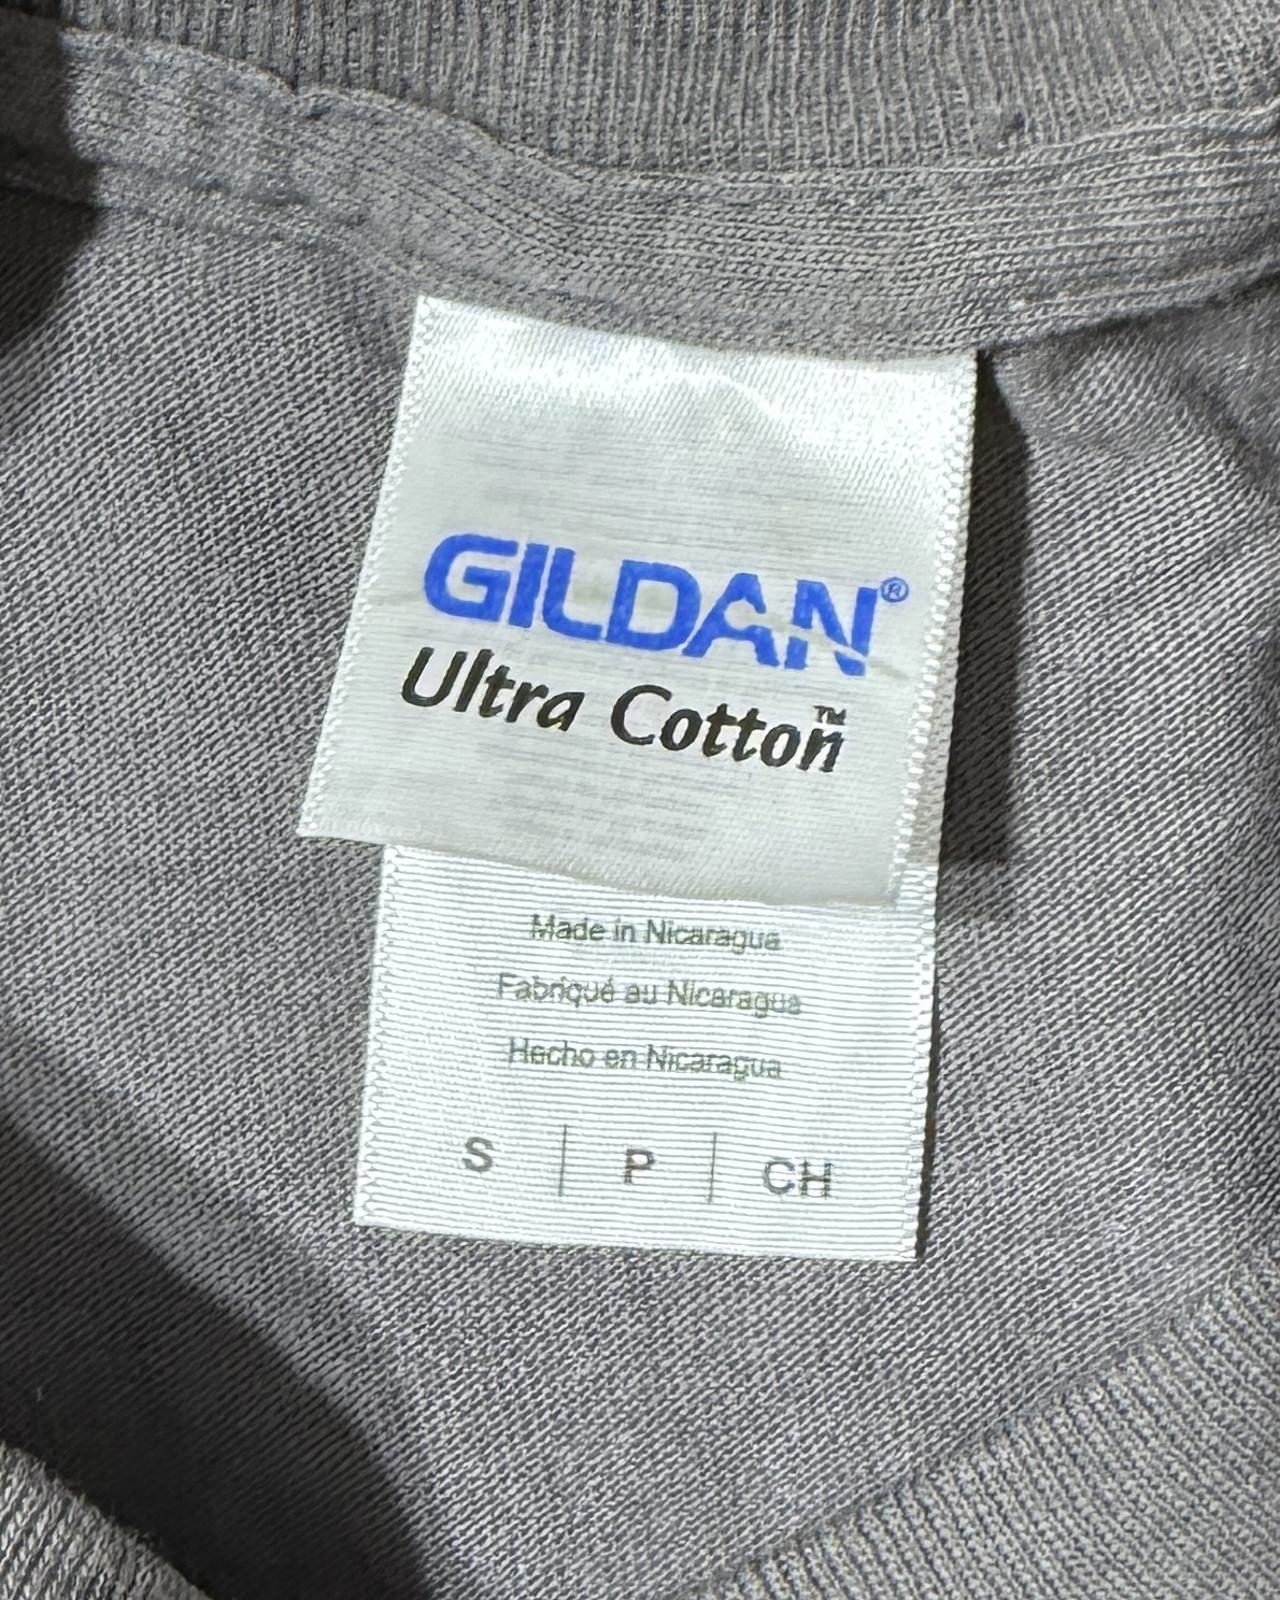 GILDAN®
Ultra Cotton™
Made in Nicaragua
Fabriqué au Nicaragua
Hecho en Nicaragua
S | P | CH